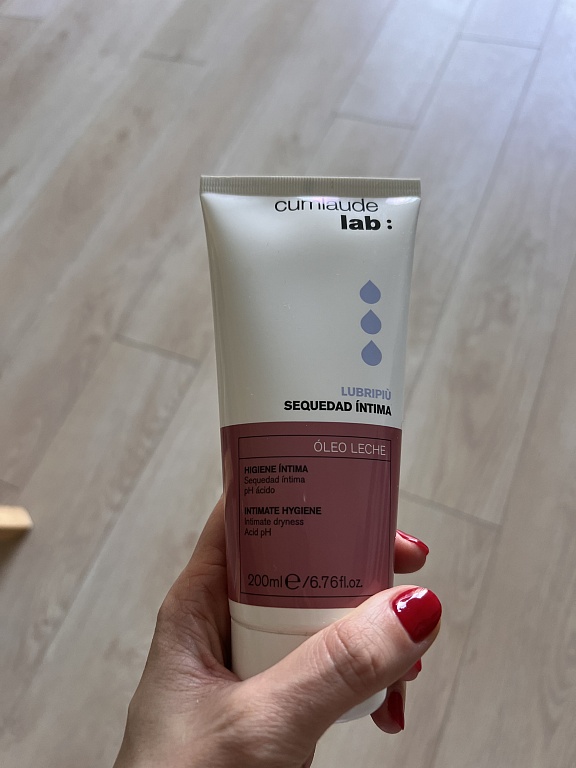 cumlaude
lab:
LUBRIPIÙ
SEQUEDAD ÍNTIMA
ÓLEO LECHE
HIGIENE ÍNTIMA
Sequedad íntima
pH ácido
INTIMATE HYGIENE
Intimate dryness
Acid pH
200ml ℮/6.76fl.oz.